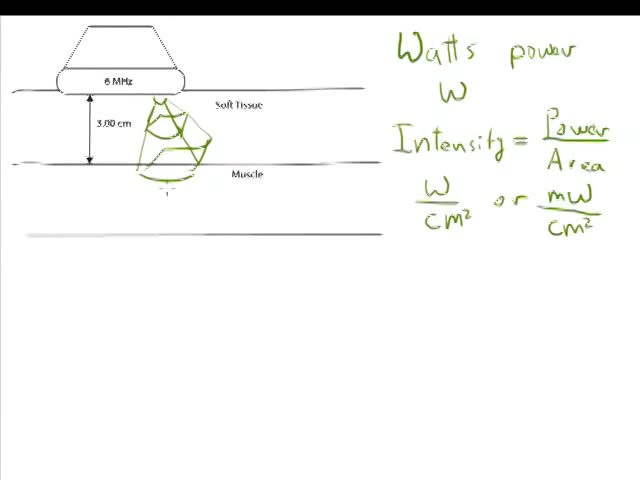 6 MHz
Soft Tissue
3.00 cm
Muscle
Watts power
W
Intensity = Power / Area
W / cm² or mW / cm²